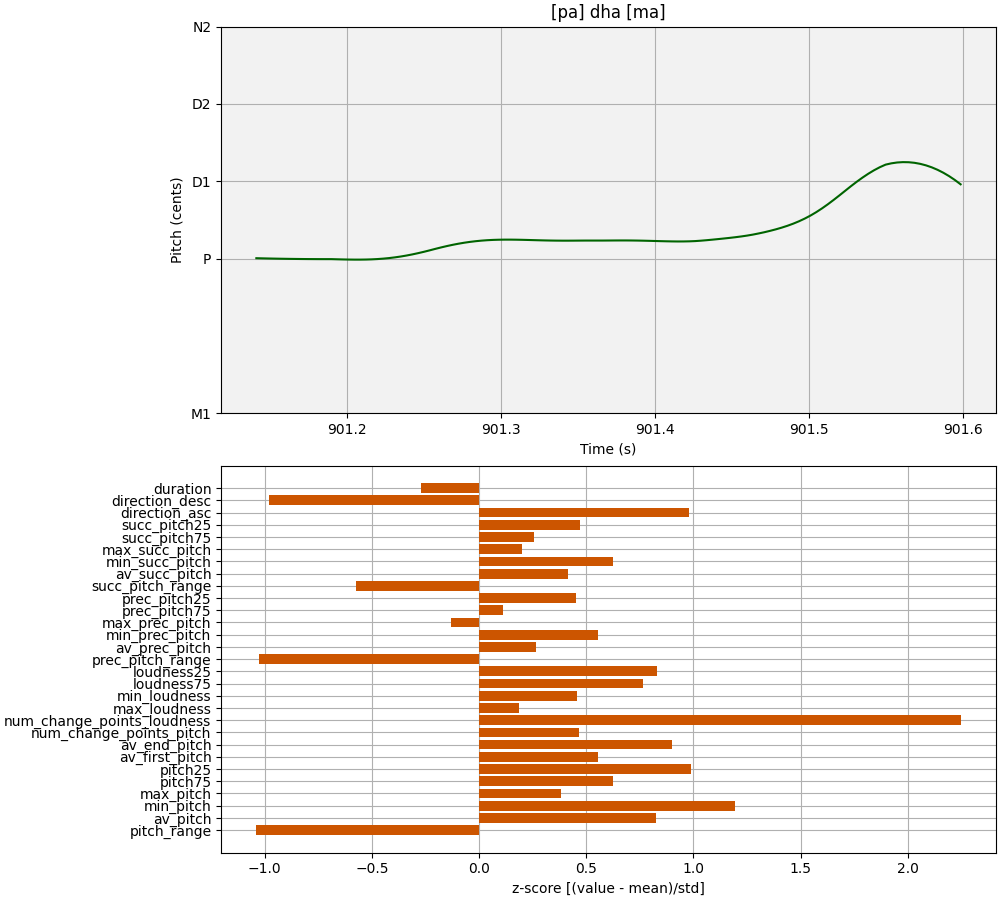 [pa] dha [ma]
N2
D2
D1
P
M1
Pitch (cents)
901.2 901.3 901.4 901.5 901.6
Time (s)
duration
direction_desc
direction_asc
succ_pitch25
succ_pitch75
max_succ_pitch
min_succ_pitch
av_succ_pitch
succ_pitch_range
prec_pitch25
prec_pitch75
max_prec_pitch
min_prec_pitch
av_prec_pitch
prec_pitch_range
loudness25
loudness75
min_loudness
max_loudness
num_change_points_loudness
num_change_points_pitch
av_end_pitch
av_first_pitch
pitch25
pitch75
max_pitch
min_pitch
av_pitch
pitch_range
−1.0 −0.5 0.0 0.5 1.0 1.5 2.0
z-score [(value - mean)/std]